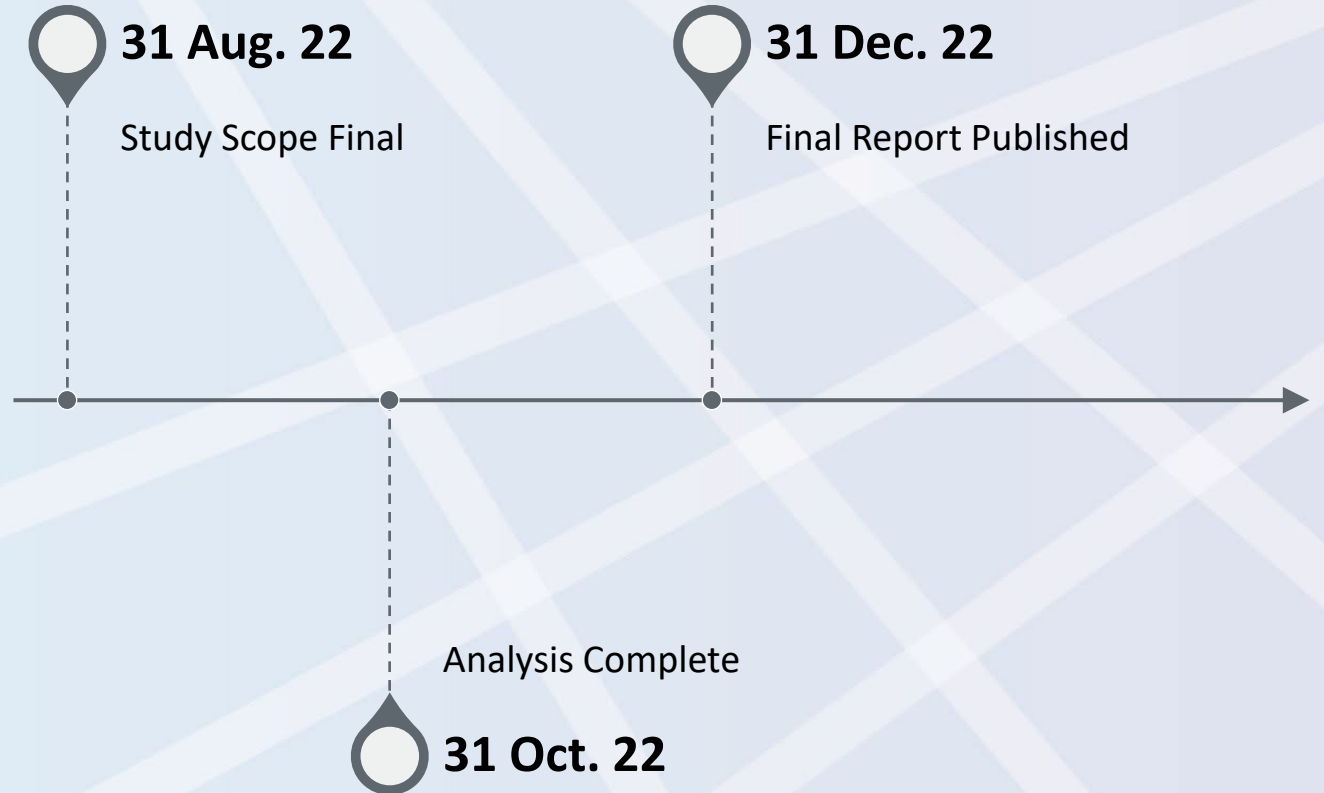 31 Aug. 22
Study Scope Final
31 Dec. 22
Final Report Published
Analysis Complete
31 Oct. 22